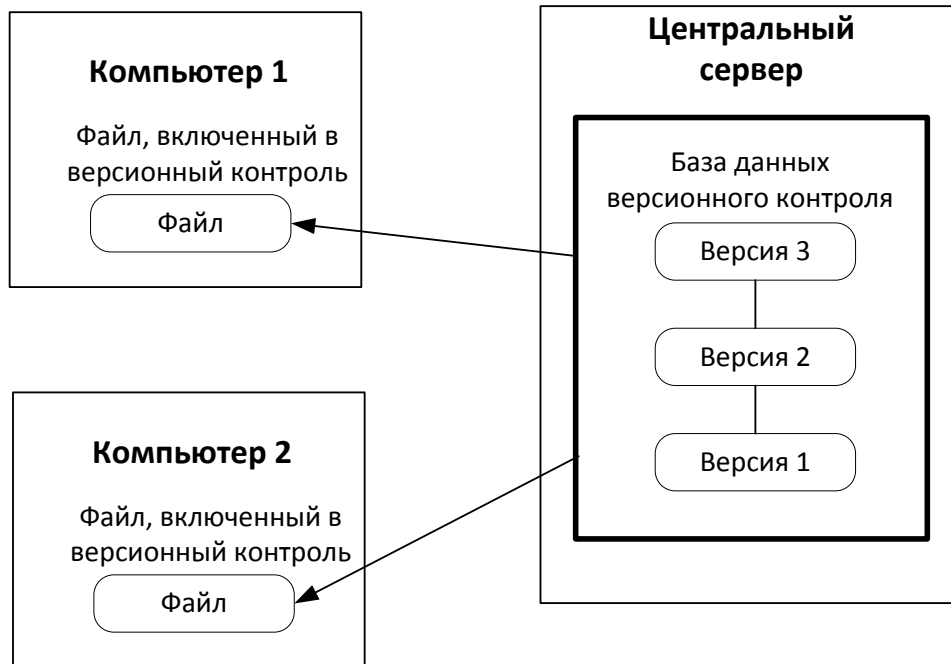 Компьютер 1
Файл, включенный в
версионный контроль
Файл
Компьютер 2
Файл, включенный в
версионный контроль
Файл
Центральный
сервер
База данных
версионного контроля
Версия 3
Версия 2
Версия 1